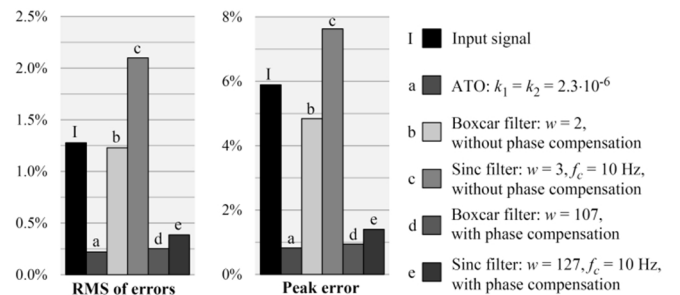 2.5%
2.0%
1.5%
1.0%
0.5%
0.0%
I
a
b
c
d
e
RMS of errors
8%
6%
4%
2%
0%
I
a
b
c
d
e
Peak error
I Input signal
a ATO: k1 = k2 = 2.3·10-6
b Boxcar filter: w = 2,
without phase compensation
c Sinc filter: w = 3, fc = 10 Hz,
without phase compensation
d Boxcar filter: w = 107,
with phase compensation
e Sinc filter: w = 127, fc = 10 Hz,
with phase compensation